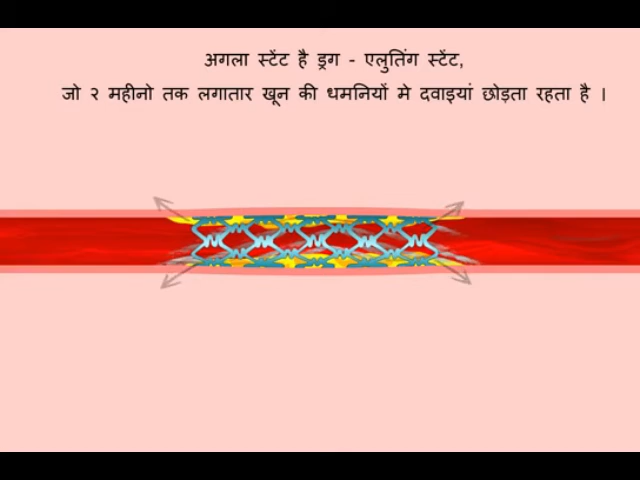 अगला स्टेंट है ड्रग - एलुतिंग स्टेंट,
जो २ महीनो तक लगातार खून की धमनियों मे दवाइयां छोड़ता रहता है ।